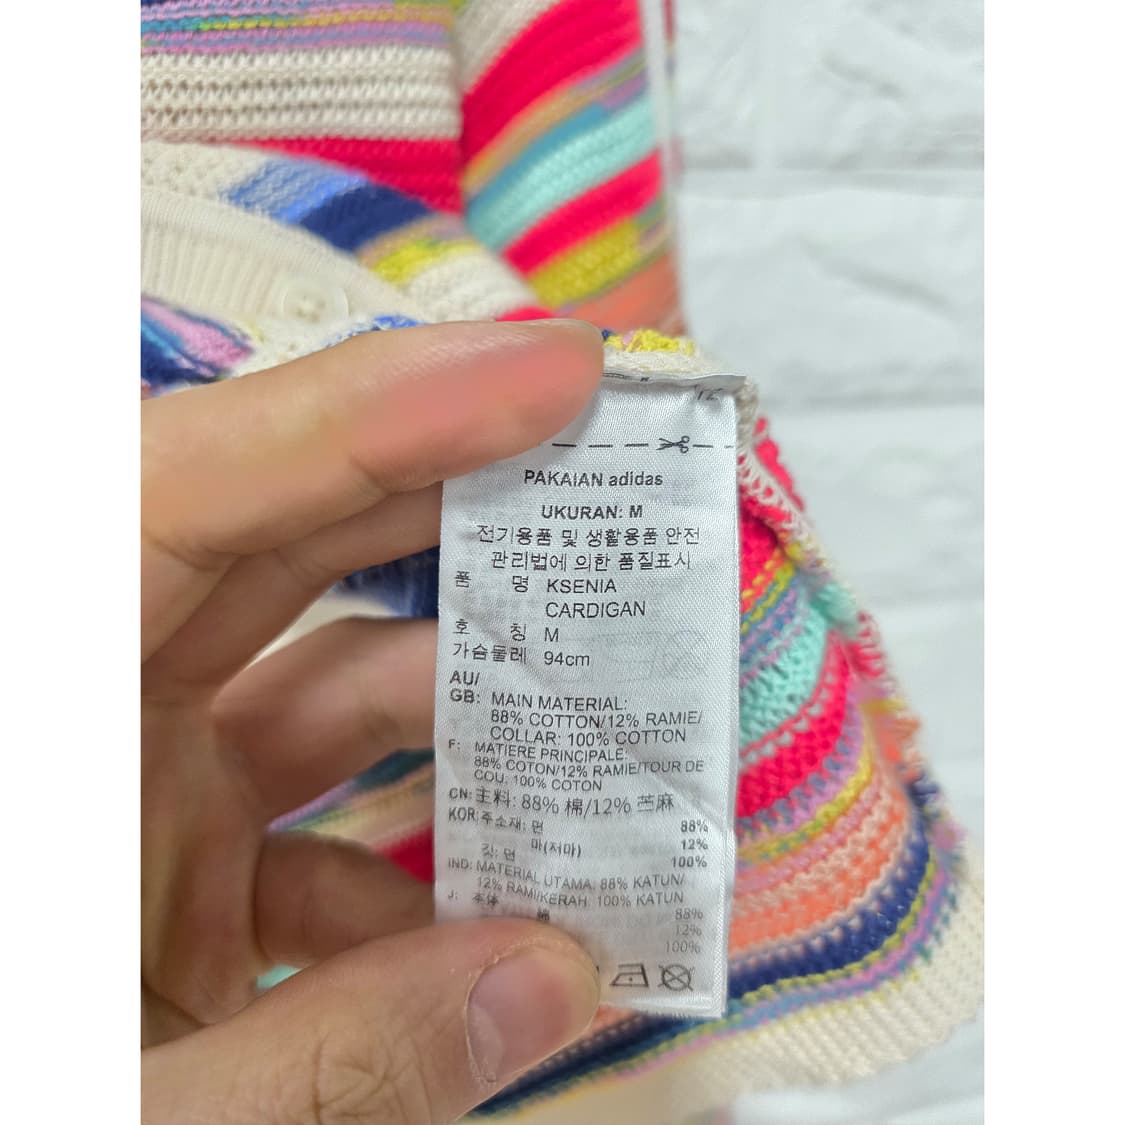 PAKAIAN adidas
UKURAN: M
전기용품 및 생활용품 안전
관리법에 의한 품질표시
품 명 KSENIA
CARDIGAN
호 칭 M
가슴둘레 94cm
AU/
GB: MAIN MATERIAL:
88% COTTON/12% RAMIE/
COLLAR: 100% COTTON
F: MATIERE PRINCIPALE:
88% COTON/12% RAMIE/TOUR DE
COU: 100% COTON
CN: 主料: 88% 棉/12% 苎麻
KOR: 주소재: 면 88%
마(저마) 12%
깃: 면 100%
IND: MATERIAL UTAMA: 88% KATUN/
12% RAMI/KERAH: 100% KATUN
J: 本体 綿 88%
12%
100%